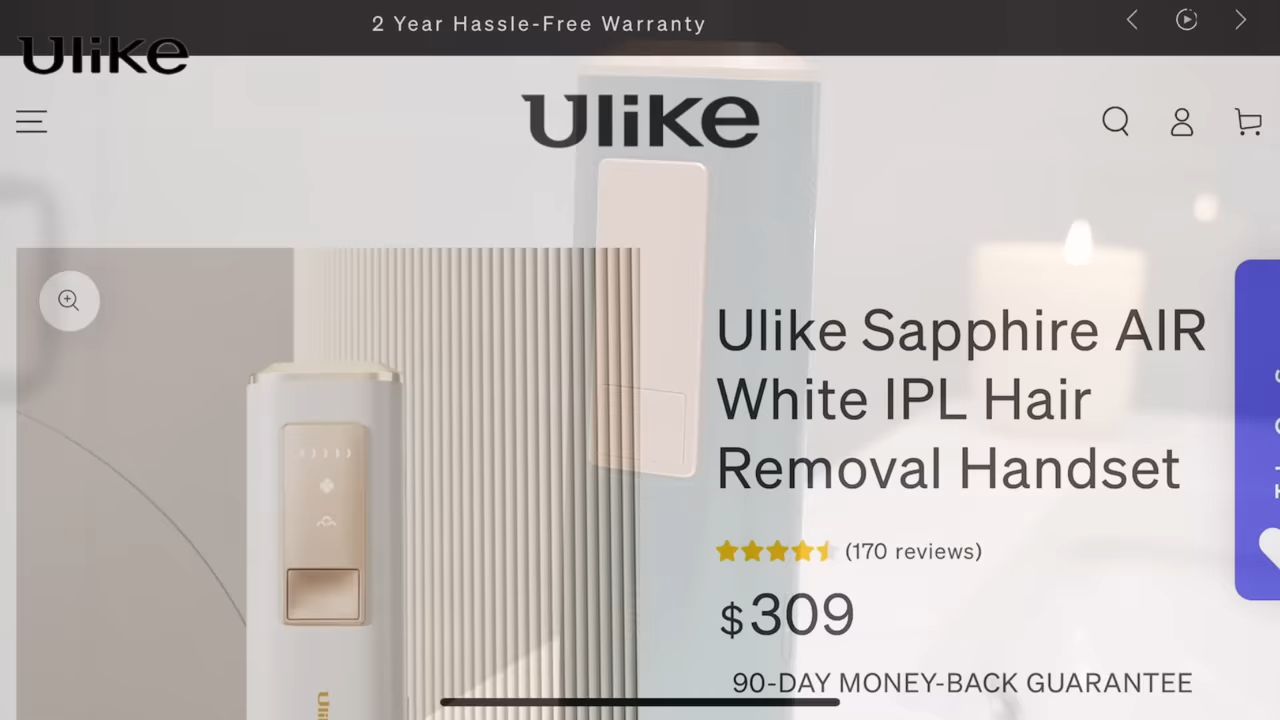 2 Year Hassle-Free Warranty
Ulike
Ulike
Ulike Sapphire AIR
White IPL Hair
Removal Handset
(170 reviews)
$309
90-DAY MONEY-BACK GUARANTEE
Uli